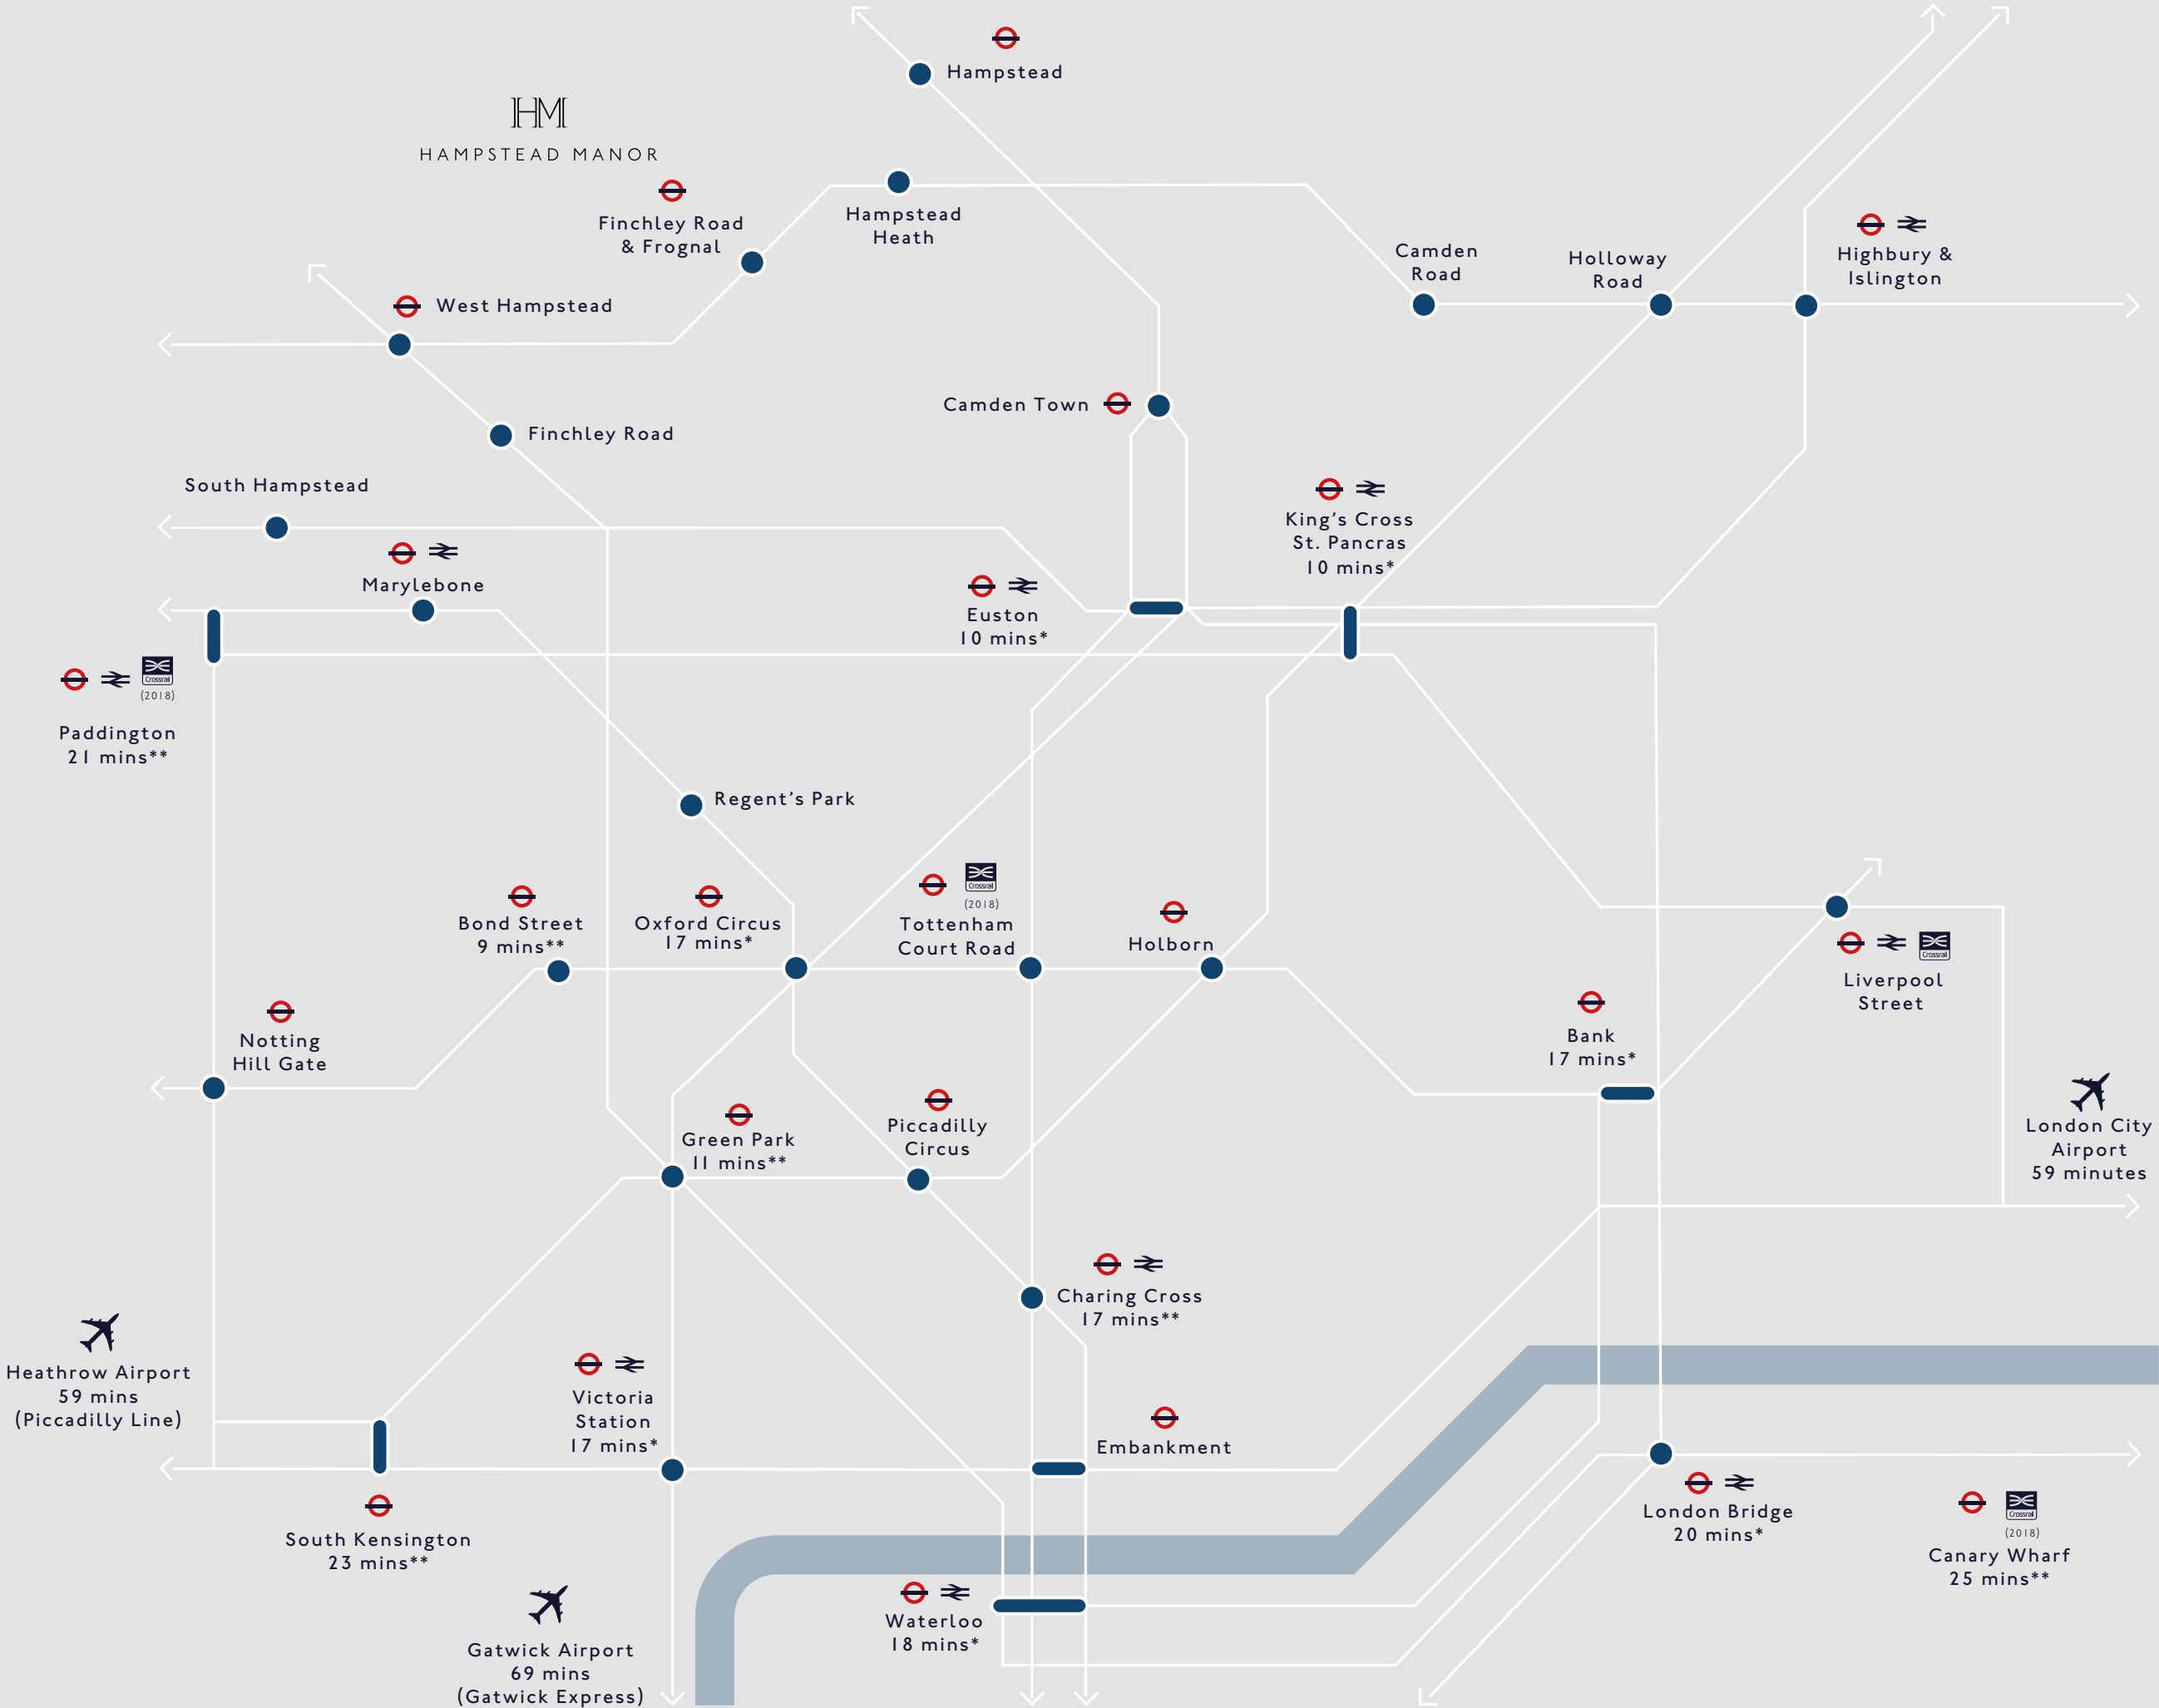 Hampstead
HM
HAMPSTEAD MANOR
Finchley Road
& Frognal
Hampstead
Heath
Camden
Road
Holloway
Road
Highbury &
Islington
West Hampstead
Camden Town
Finchley Road
South Hampstead
King's Cross
St. Pancras
10 mins*
Marylebone
Euston
10 mins*
Crossrail
(2018)
Paddington
21 mins**
Regent's Park
Bond Street
9 mins**
Oxford Circus
17 mins*
Crossrail
(2018)
Tottenham
Court Road
Holborn
Crossrail
Liverpool
Street
Notting
Hill Gate
Bank
17 mins*
Green Park
11 mins**
Piccadilly
Circus
London City
Airport
59 minutes
Charing Cross
17 mins**
Heathrow Airport
59 mins
(Piccadilly Line)
Victoria
Station
17 mins*
Embankment
South Kensington
23 mins**
London Bridge
20 mins*
Crossrail
(2018)
Canary Wharf
25 mins**
Waterloo
18 mins*
Gatwick Airport
69 mins
(Gatwick Express)